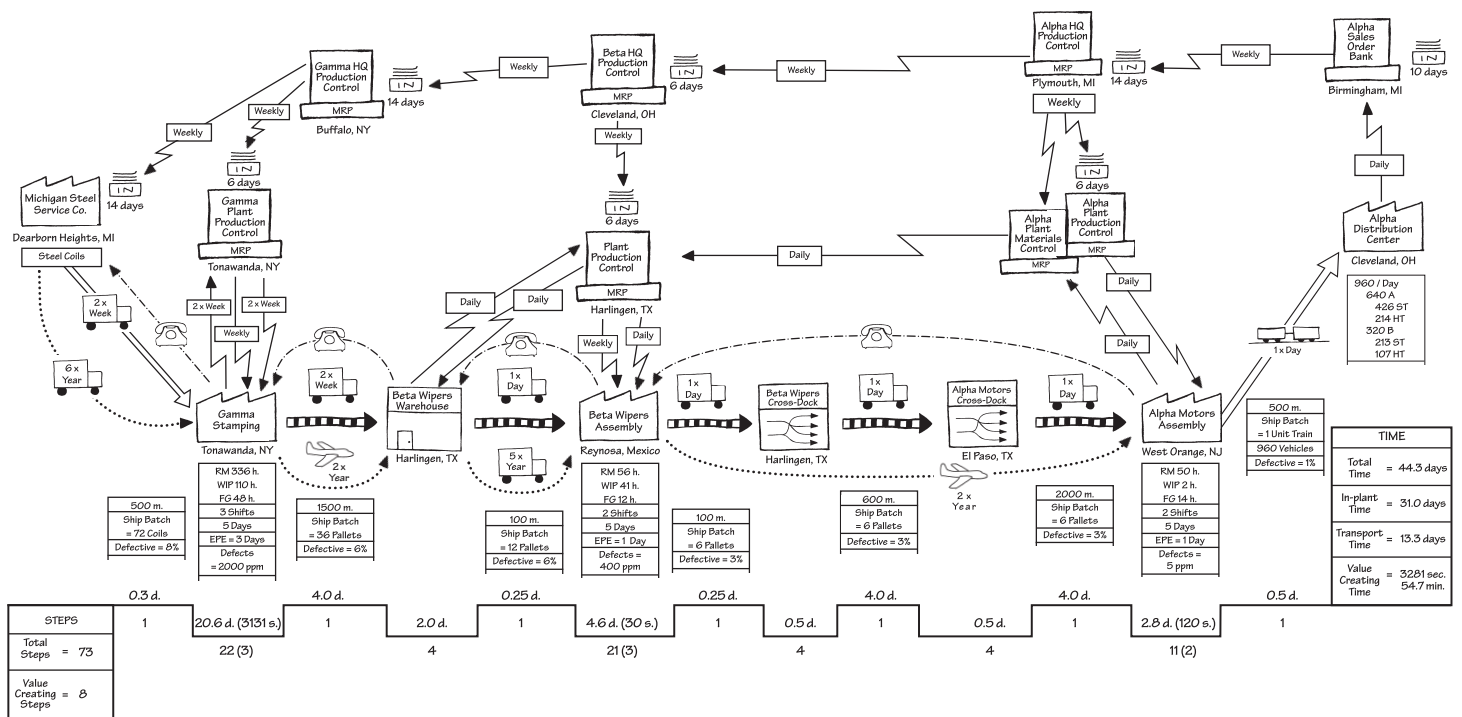 Alpha HQ
Production
Control
MRP
Plymouth, MI
14 days
Weekly
Alpha
Sales
Order
Bank
Birmingham, MI
IN
10 days
Weekly
IN
Beta HQ
Production
Control
MRP
Cleveland, OH
IN
6 days
Weekly
Gamma HQ
Production
Control
MRP
Buffalo, NY
IN
14 days
Weekly
Weekly
Weekly
Weekly
Weekly
Daily
IN
6 days
IN
14 days
Michigan Steel
Service Co.
Dearborn Heights, MI
Steel Coils
Gamma
Plant
Production
Control
MRP
Tonawanda, NY
IN
6 days
Plant
Production
Control
MRP
Harlingen, TX
IN
6 days
Alpha
Plant
Materials
Control
MRP
Alpha
Plant
Production
Control
MRP
Alpha
Distribution
Center
Cleveland, OH
960 / Day
640 A
426 ST
214 HT
320 B
213 ST
107 HT
Daily
Daily
Daily
Daily
Daily
2 x Week
2 x Week
Weekly
Weekly
Daily
2 x
Week
6 x
Year
2 x
Week
1 x
Day
1 x
Day
1 x
Day
1 x
Day
1 x Day
Gamma
Stamping
Tonawanda, NY
Beta Wipers
Warehouse
Harlingen, TX
Beta Wipers
Assembly
Reynosa, Mexico
Beta Wipers
Cross-Dock
Harlingen, TX
Alpha Motors
Cross-Dock
El Paso, TX
Alpha Motors
Assembly
West Orange, NJ
2 x
Year
5 x
Year
2 x
Year
500 m.
Ship Batch
= 72 Coils
Defective = 8%
RM 336 h.
WIP 110 h.
FG 48 h.
3 Shifts
5 Days
EPE = 3 Days
Defects
= 2000 ppm
1500 m.
Ship Batch
= 36 Pallets
Defective = 6%
100 m.
Ship Batch
= 12 Pallets
Defective = 6%
RM 56 h.
WIP 41 h.
FG 12 h.
2 Shifts
5 Days
EPE = 1 Day
Defects =
400 ppm
100 m.
Ship Batch
= 6 Pallets
Defective = 3%
600 m.
Ship Batch
= 6 Pallets
Defective = 3%
2000 m.
Ship Batch
= 6 Pallets
Defective = 3%
RM 50 h.
WIP 2 h.
FG 14 h.
2 Shifts
5 Days
EPE = 1 Day
Defects =
5 ppm
500 m.
Ship Batch
= 1 Unit Train
960 Vehicles
Defective = 1%
TIME
Total
Time = 44.3 days
In-plant
Time = 31.0 days
Transport
Time = 13.3 days
Value
Creating
Time = 3281 sec.
54.7 min.
0.3 d. 4.0 d. 0.25 d. 0.25 d. 4.0 d. 4.0 d. 0.5 d.
1 20.6 d. (3131 s.) 1 2.0 d. 1 4.6 d. (30 s.) 1 0.5 d. 1 0.5 d. 1 2.8 d. (120 s.) 1
22 (3) 4 21 (3) 4 4 11 (2)
STEPS
Total
Steps = 73
Value
Creating
Steps = 8